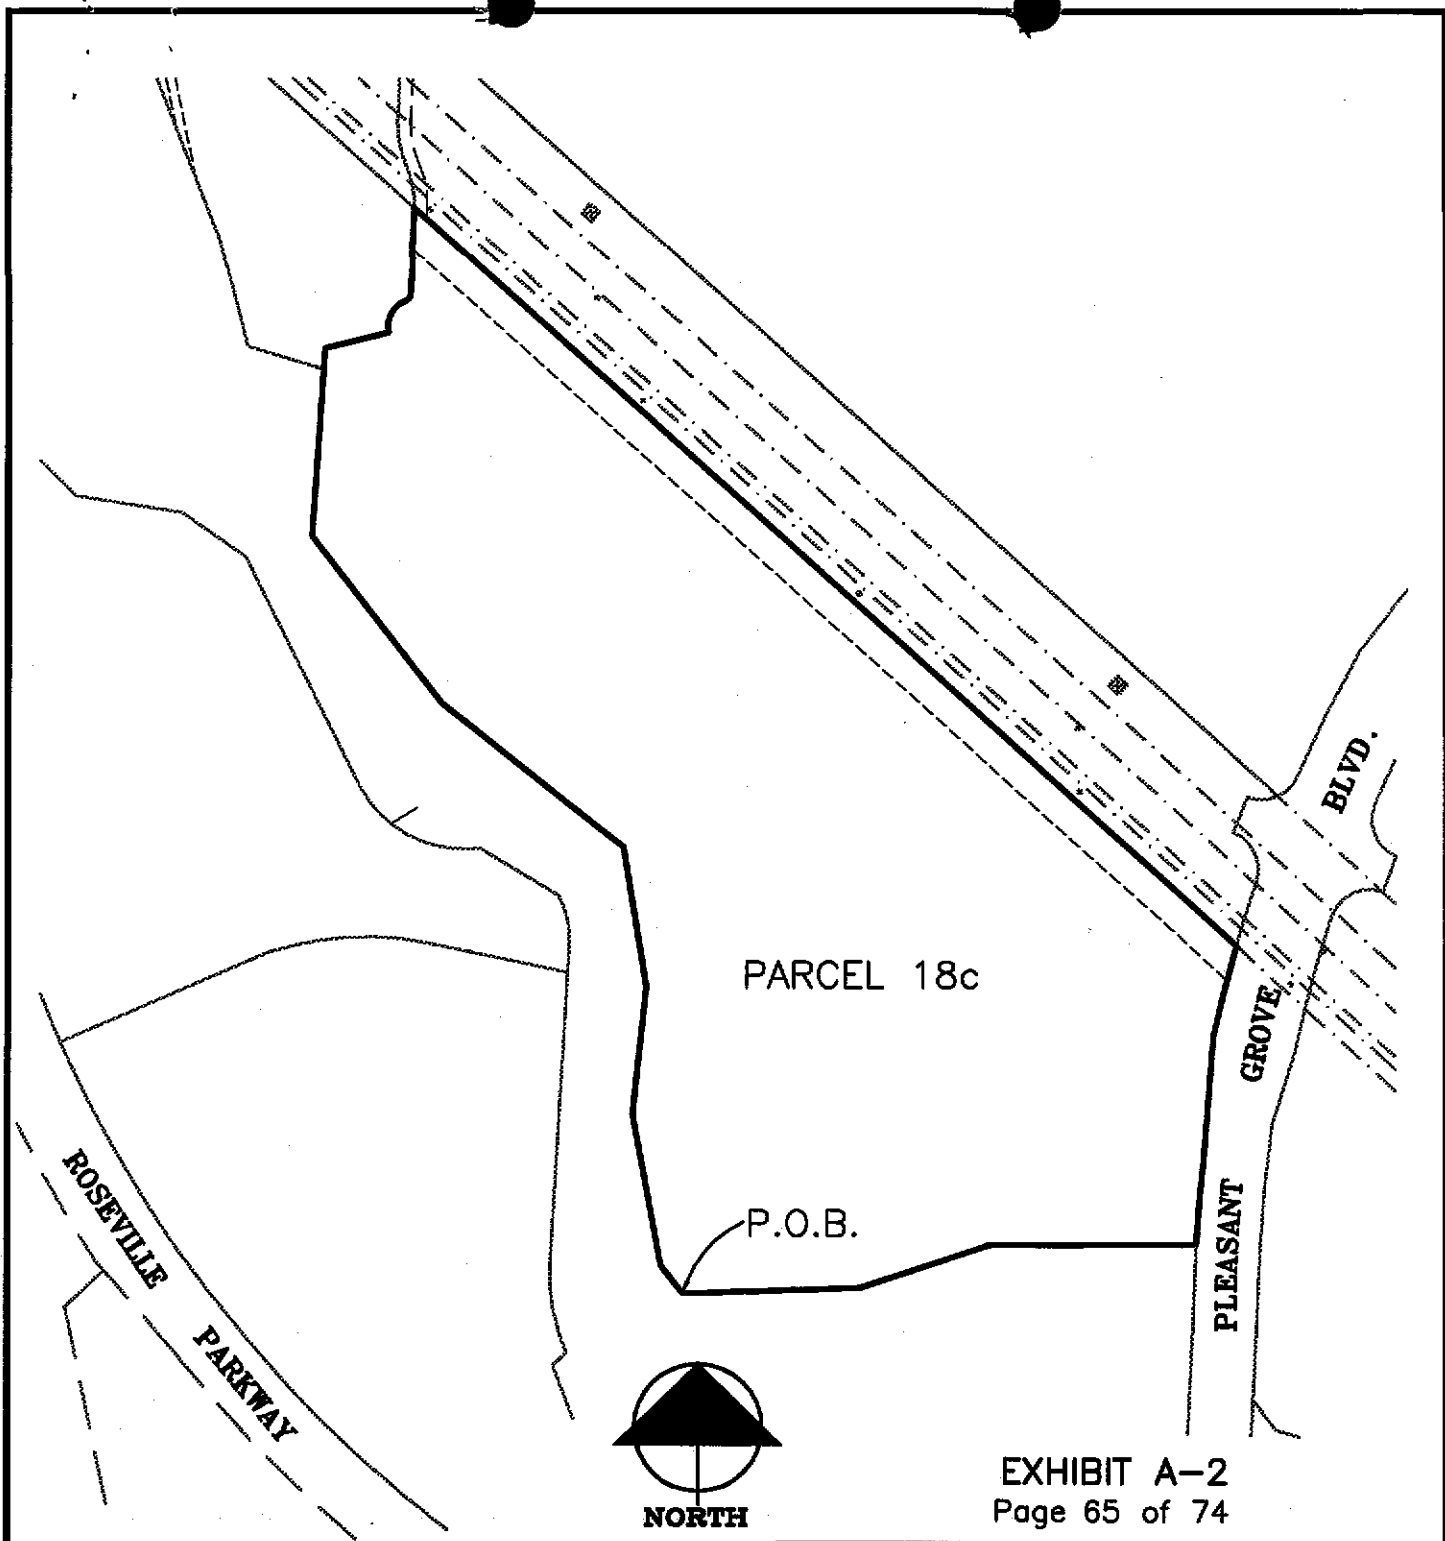 BLVD.
PARCEL 18c
GROVE
PLEASANT
P.O.B.
ROSEVILLE
PARKWAY
NORTH
EXHIBIT A-2
Page 65 of 74